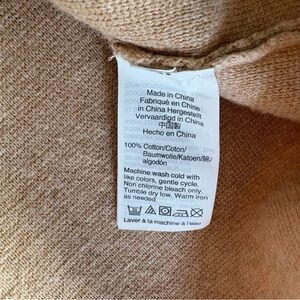 Made in China
Fabriqué en Chine
in China Hergestellt
Vervaardigd in China
中国製
Hecho en China
100% Cotton/Coton/
Baumwolle/Katoen/綿/
algodón
Machine wash cold with
like colors, gentle cycle.
Non chlorine bleach only.
Tumble dry low. Warm iron
as needed.
Laver à la machine à l'eau